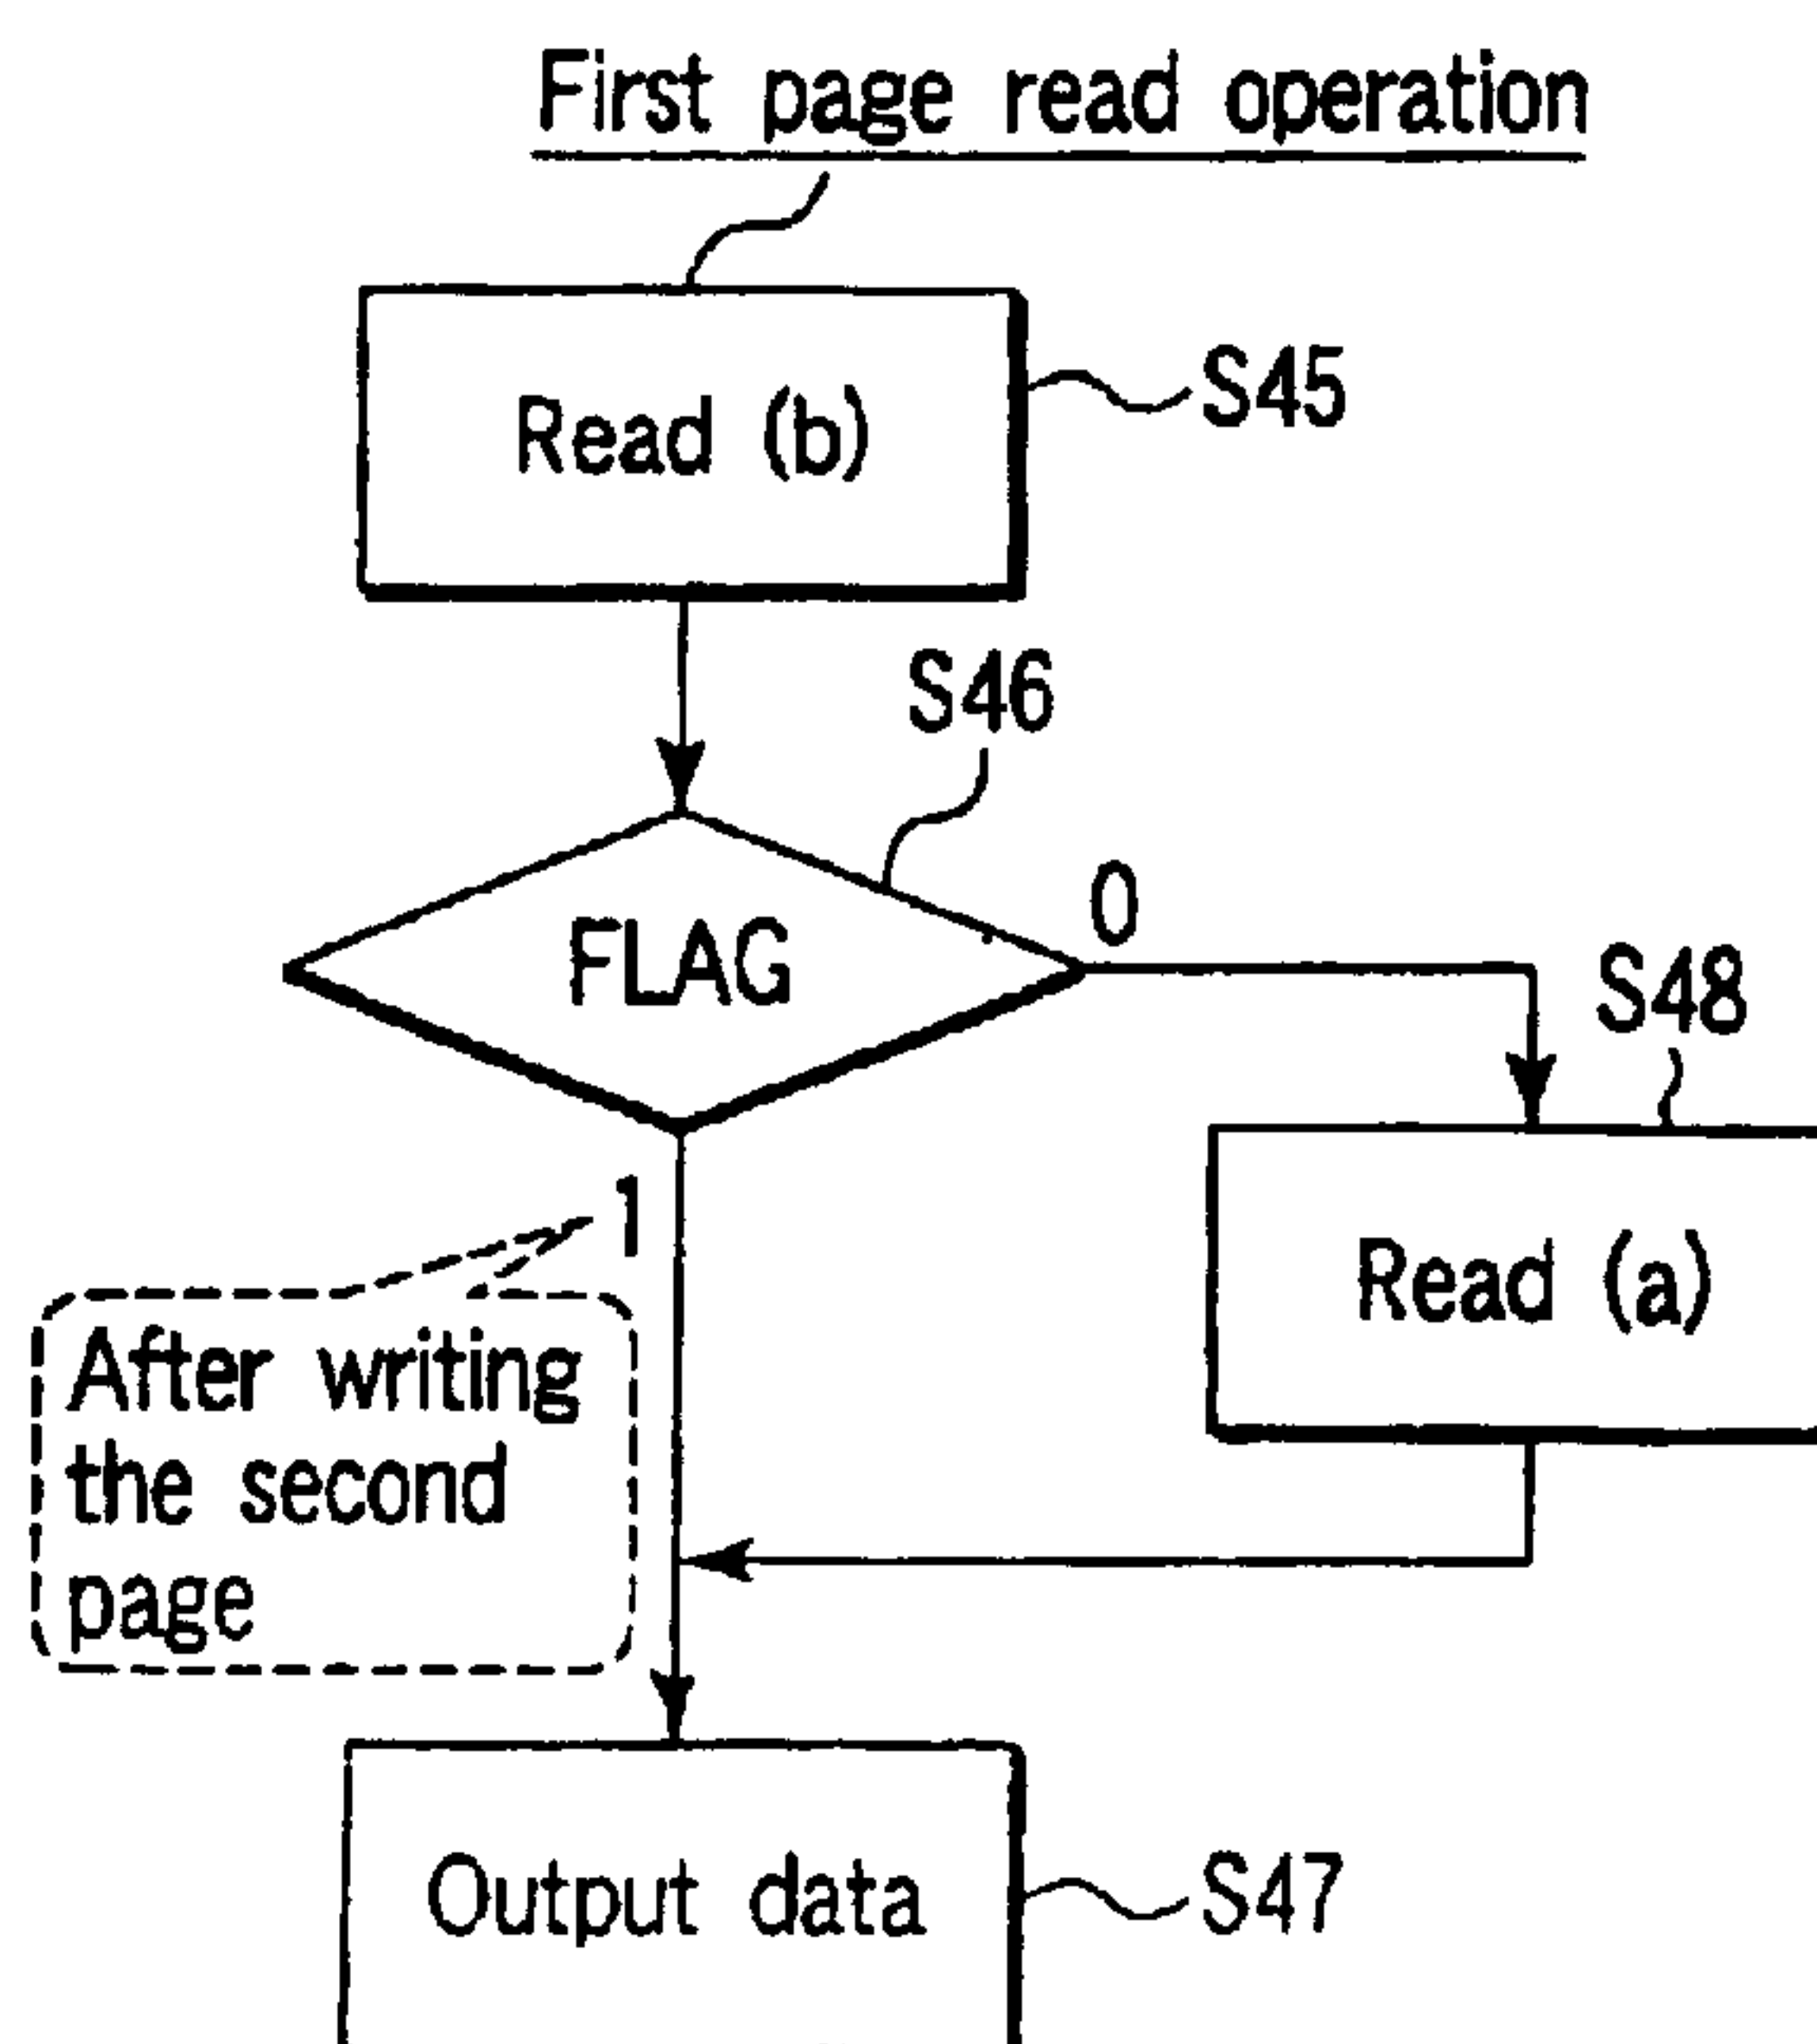 First page read operation
Read (b)
S45
S46
FLAG
0
S48
1
Read (a)
After writing
the second
page
Output data
S47